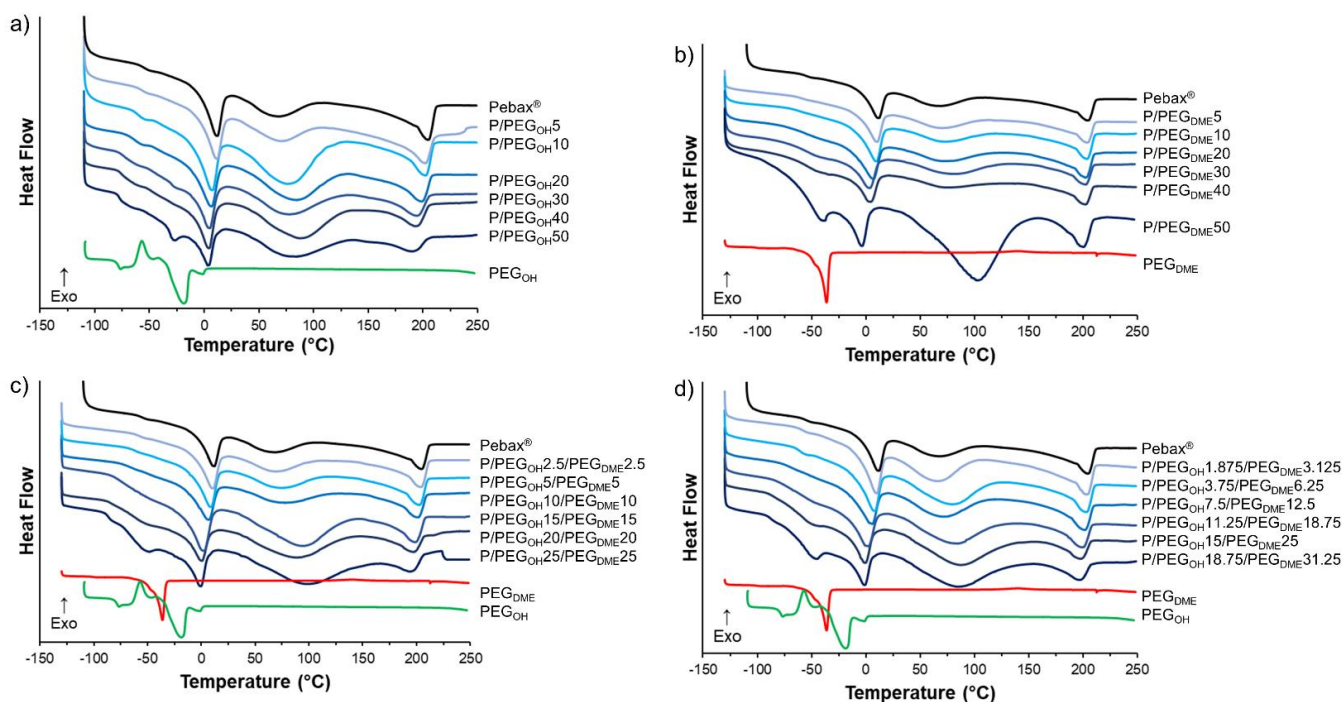 a)
Heat Flow
Pebax®
P/PEGOH5
P/PEGOH10
P/PEGOH20
P/PEGOH30
P/PEGOH40
P/PEGOH50
PEGOH
↑
Exo
-150 -100 -50 0 50 100 150 200 250
Temperature (°C)
b)
Heat Flow
Pebax®
P/PEGDME5
P/PEGDME10
P/PEGDME20
P/PEGDME30
P/PEGDME40
P/PEGDME50
PEGDME
↑
Exo
-150 -100 -50 0 50 100 150 200 250
Temperature (°C)
c)
Heat Flow
Pebax®
P/PEGOH2.5/PEGDME2.5
P/PEGOH5/PEGDME5
P/PEGOH10/PEGDME10
P/PEGOH15/PEGDME15
P/PEGOH20/PEGDME20
P/PEGOH25/PEGDME25
PEGDME
PEGOH
↑
Exo
-150 -100 -50 0 50 100 150 200 250
Temperature (°C)
d)
Heat Flow
Pebax®
P/PEGOH1.875/PEGDME3.125
P/PEGOH3.75/PEGDME6.25
P/PEGOH7.5/PEGDME12.5
P/PEGOH11.25/PEGDME18.75
P/PEGOH15/PEGDME25
P/PEGOH18.75/PEGDME31.25
PEGDME
PEGOH
↑
Exo
-150 -100 -50 0 50 100 150 200 250
Temperature (°C)